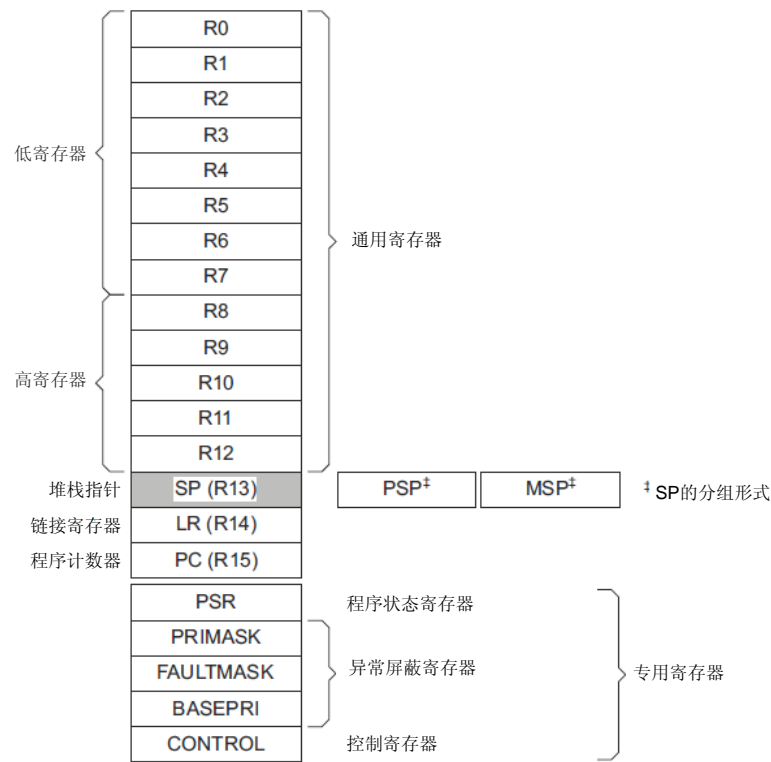 R0
R1
R2
R3
低寄存器
R4
R5
R6
通用寄存器
R7
R8
R9
高寄存器
R10
R11
R12
堆栈指针 SP (R13) PSP‡ MSP‡ ‡ SP的分组形式
链接寄存器 LR (R14)
程序计数器 PC (R15)
PSR 程序状态寄存器
PRIMASK
FAULTMASK 异常屏蔽寄存器 专用寄存器
BASEPRI
CONTROL 控制寄存器